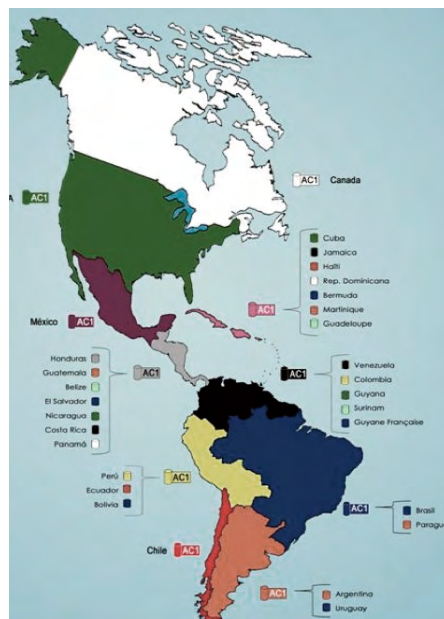 AC1 Canada
A AC1
Cuba
Jamaica
Haïti
Rep. Dominicana
Bermuda
Martinique
Guadeloupe
AC1
México AC1
Honduras
Guatemala
Belize
El Salvador
Nicaragua
Costa Rica
Panamá
AC1
AC1
Venezuela
Colombia
Guyana
Surinam
Guyane Française
Perú
Ecuador
Bolivia
AC1
AC1
Brasil
Paragu
Chile AC1
AC1
Argentina
Uruguay